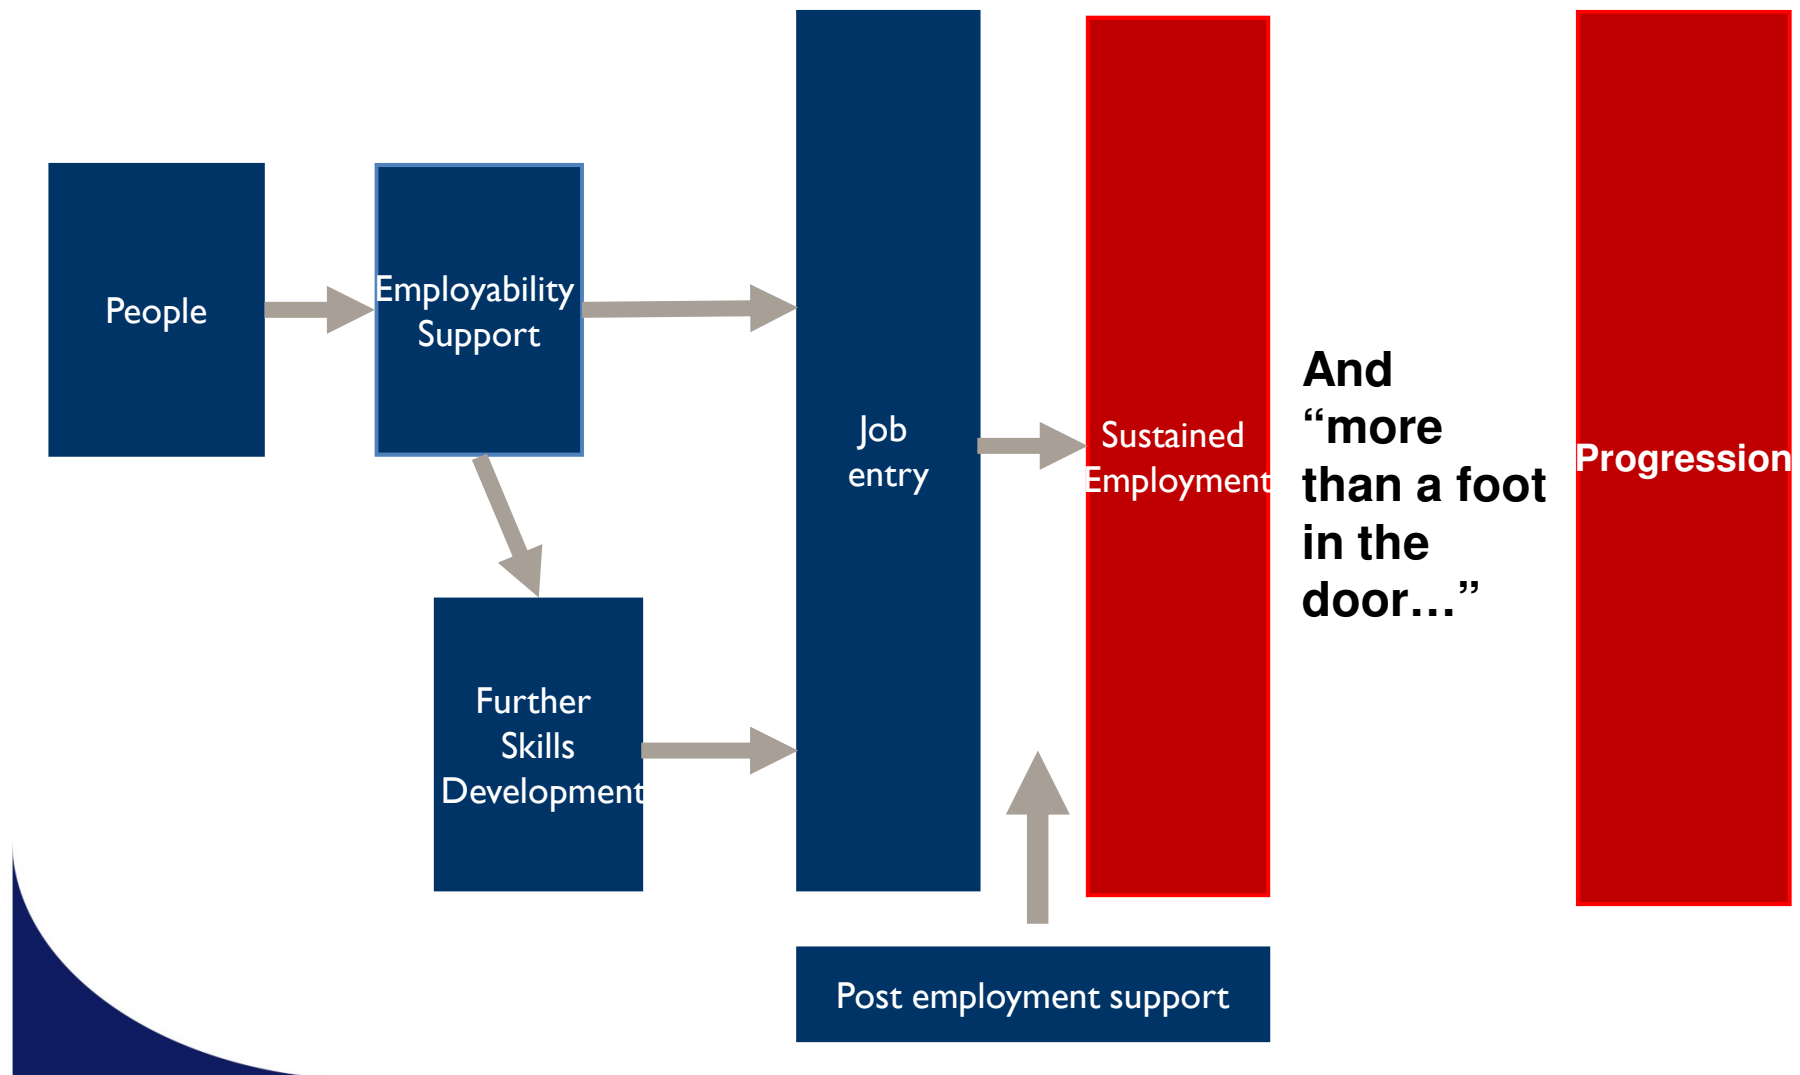 People
Employability
Support
Further
Skills
Development
Job
entry
Sustained
Employment
And
“more
than a foot
in the
door…”
Progression
Post employment support